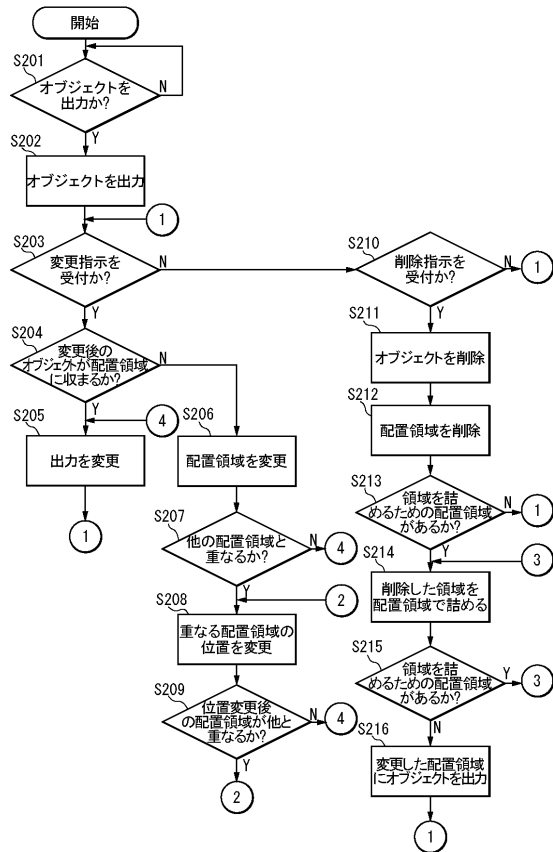 開始
S201
オブジェクトを
出力か?
N
Y
S202
オブジェクトを出力
1
S203
変更指示を
受付か?
N
Y
S204
変更後の
オブジェクトが配置領域
に収まるか?
N
Y
4
S205
出力を変更
1
S206
配置領域を変更
S207
他の配置領域と
重なるか?
N
4
Y
2
S208
重なる配置領域の
位置を変更
S209
位置変更後
の配置領域が他と
重なるか?
N
4
Y
2
S210
削除指示を
受付か?
N
1
Y
S211
オブジェクトを削除
S212
配置領域を削除
S213
領域を詰
めるための配置領域
があるか?
N
1
Y
3
S214
削除した領域を
配置領域で詰める
S215
領域を詰
めるための配置領域
があるか?
Y
3
N
S216
変更した配置領域
にオブジェクトを出力
1